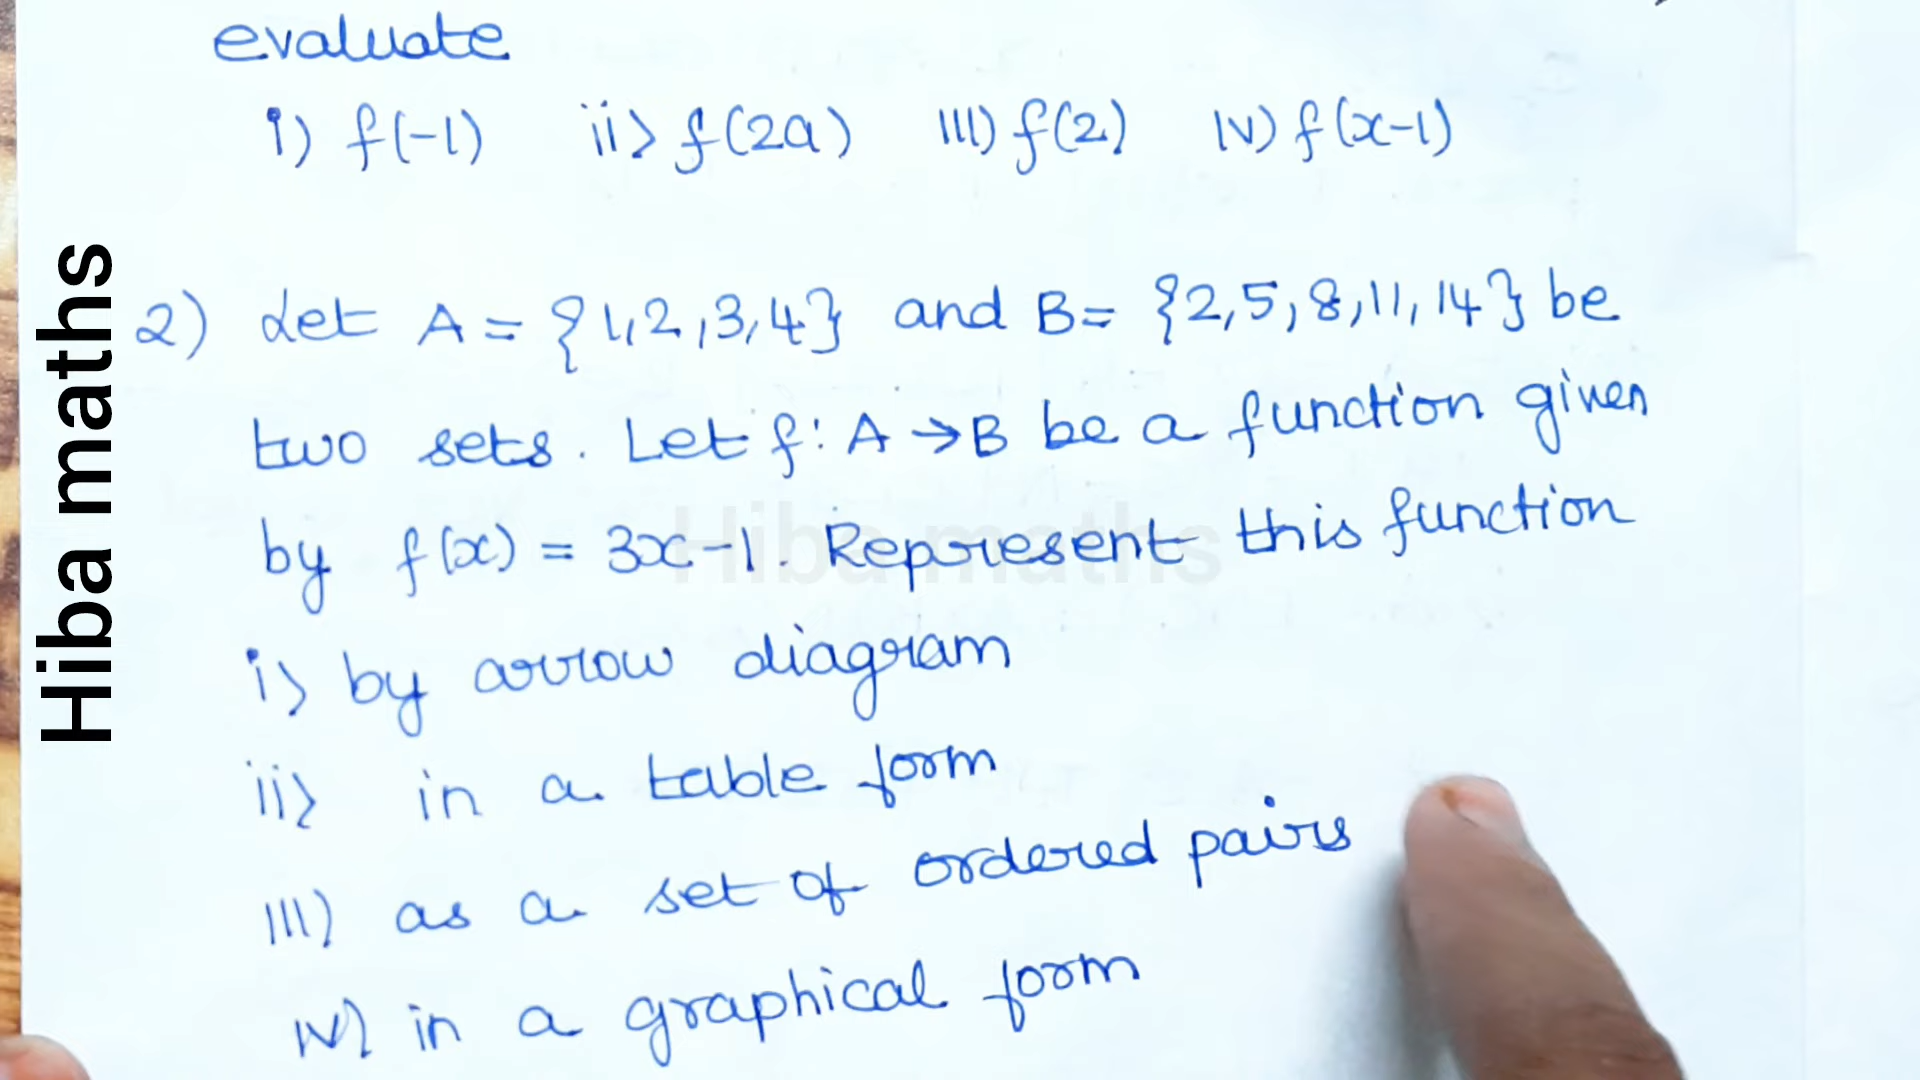 evaluate
i) f(-1) ii) f(2a) III) f(2) IV) f(x-1)
2) Let A = {1,2,3,4} and B= {2,5,8,11,14} be
two sets. Let f: A →B be a function given
by f(x) = 3x-1. Represent this function
i) by arrow diagram
ii) in a table form
III) as a set of ordered pairs
IV) in a graphical form
Hiba maths
Hiba maths